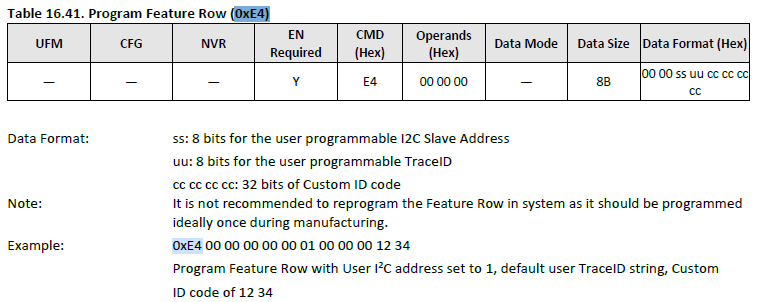 Table 16.41. Program Feature Row (0xE4)
UFM CFG NVR EN Required CMD (Hex) Operands (Hex) Data Mode Data Size Data Format (Hex)
— — — Y E4 00 00 00 — 8B 00 00 ss uu cc cc cc cc
Data Format: ss: 8 bits for the user programmable I2C Slave Address
uu: 8 bits for the user programmable TraceID
cc cc cc cc: 32 bits of Custom ID code
Note: It is not recommended to reprogram the Feature Row in system as it should be programmed
ideally once during manufacturing.
Example: 0xE4 00 00 00 00 00 01 00 00 00 12 34
Program Feature Row with User I²C address set to 1, default user TraceID string, Custom
ID code of 12 34